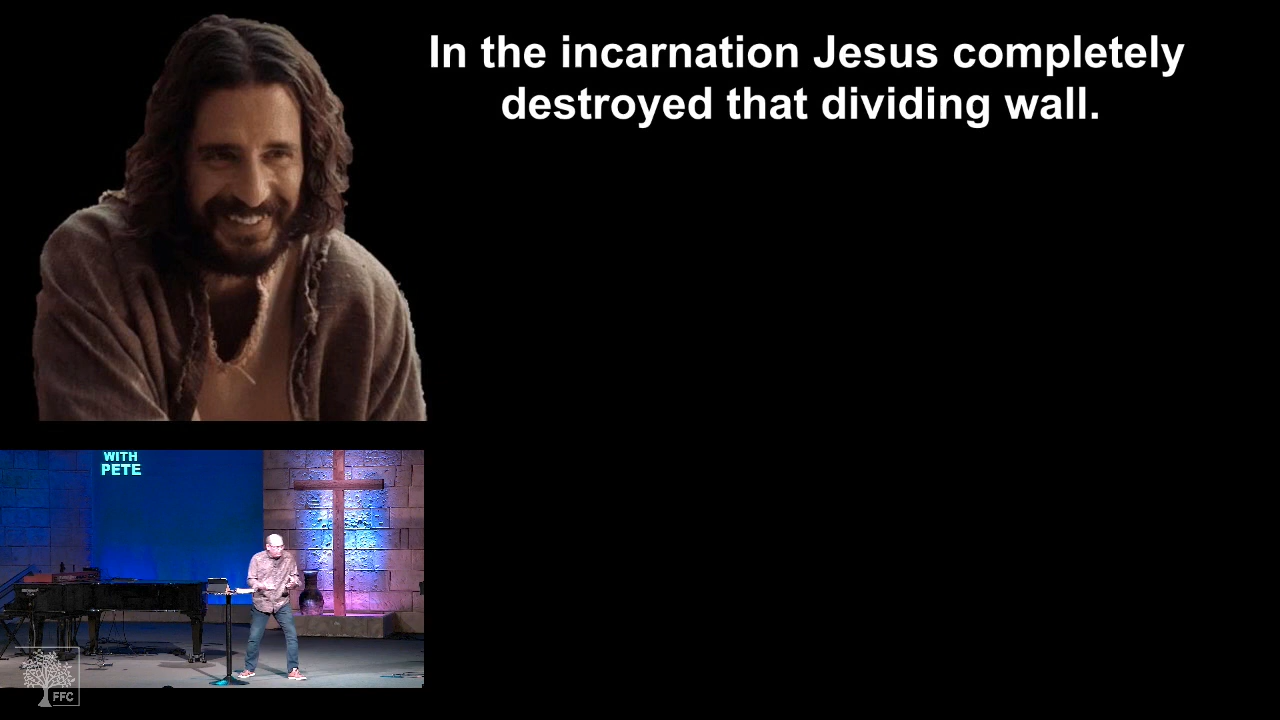 In the incarnation Jesus completely
destroyed that dividing wall.
WITH
PETE
FFC